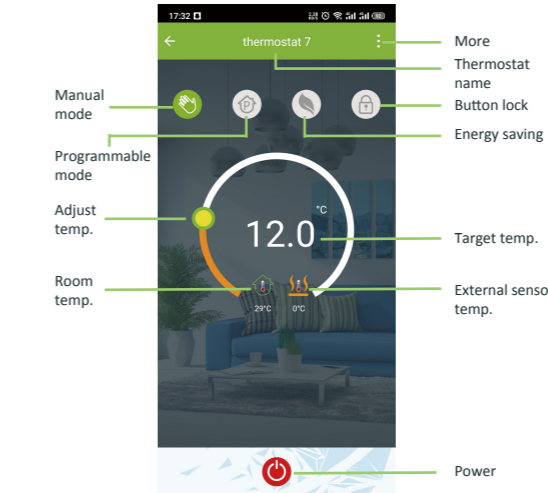 17:32
thermostat 7
More
Thermostat
name
Manual
mode
Button lock
P
Energy saving
Programmable
mode
Adjust
temp.
°C
12.0
Target temp.
Room
temp.
External senso
temp.
29°C
0°C
Power